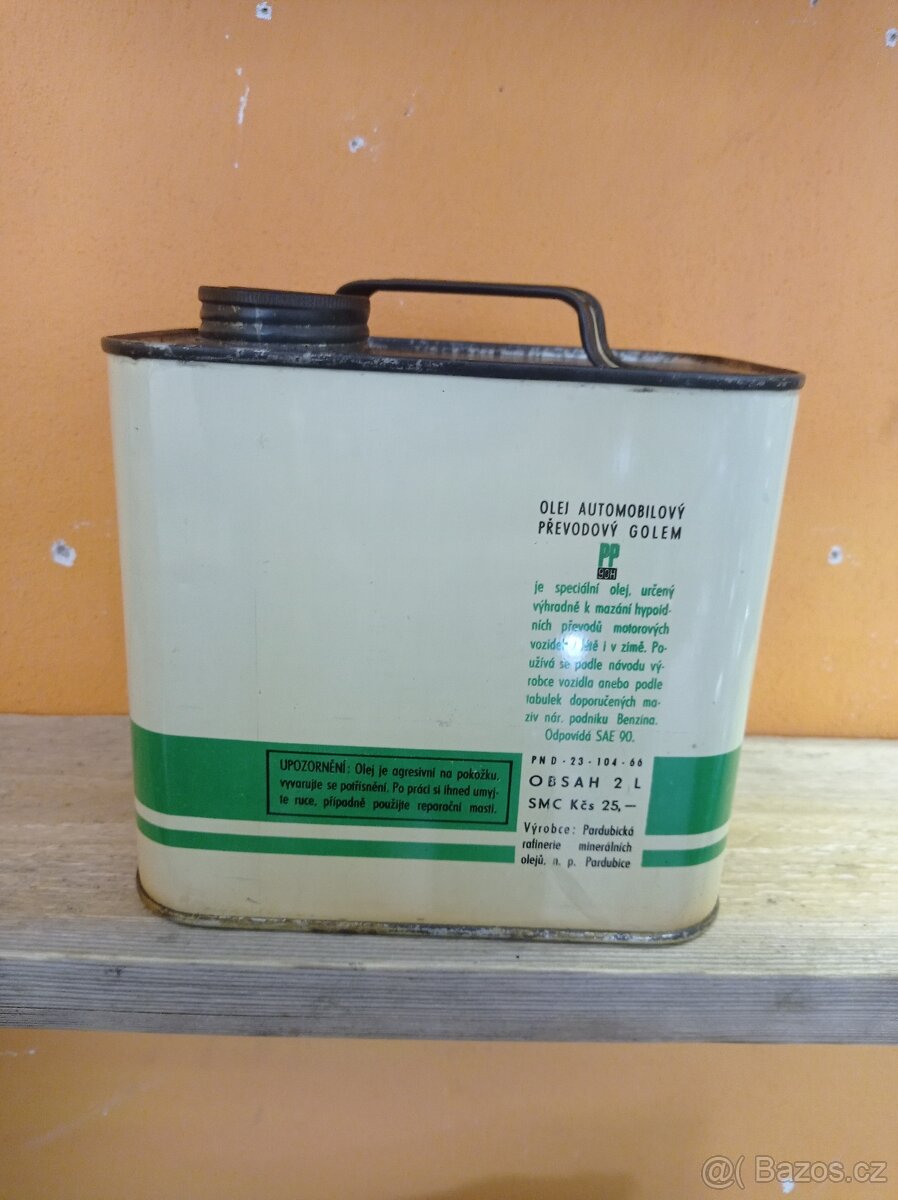 OLEJ AUTOMOBILOVÝ
PŘEVODOVÝ GOLEM
PP
90H
je speciální olej, určený
výhradně k mazání hypoid-
ních převodů motorových
vozidel i v zimě. Po-
užívá se podle návodu vý-
robce vozidla anebo podle
tabulek doporučených ma-
ziv nár. podniku Benzina.
Odpovídá SAE 90.
PND-23-104-66
OBSAH 2 L
SMC Kčs 25,—
Výrobce: Pardubická
rafinerie minerálních
olejů, n. p. Pardubice
UPOZORNĚNÍ: Olej je agresivní na pokožku,
vyvarujte se potřísnění. Po práci si ihned umyj-
te ruce, případně použijte reparační masti.
@( Bazos.cz